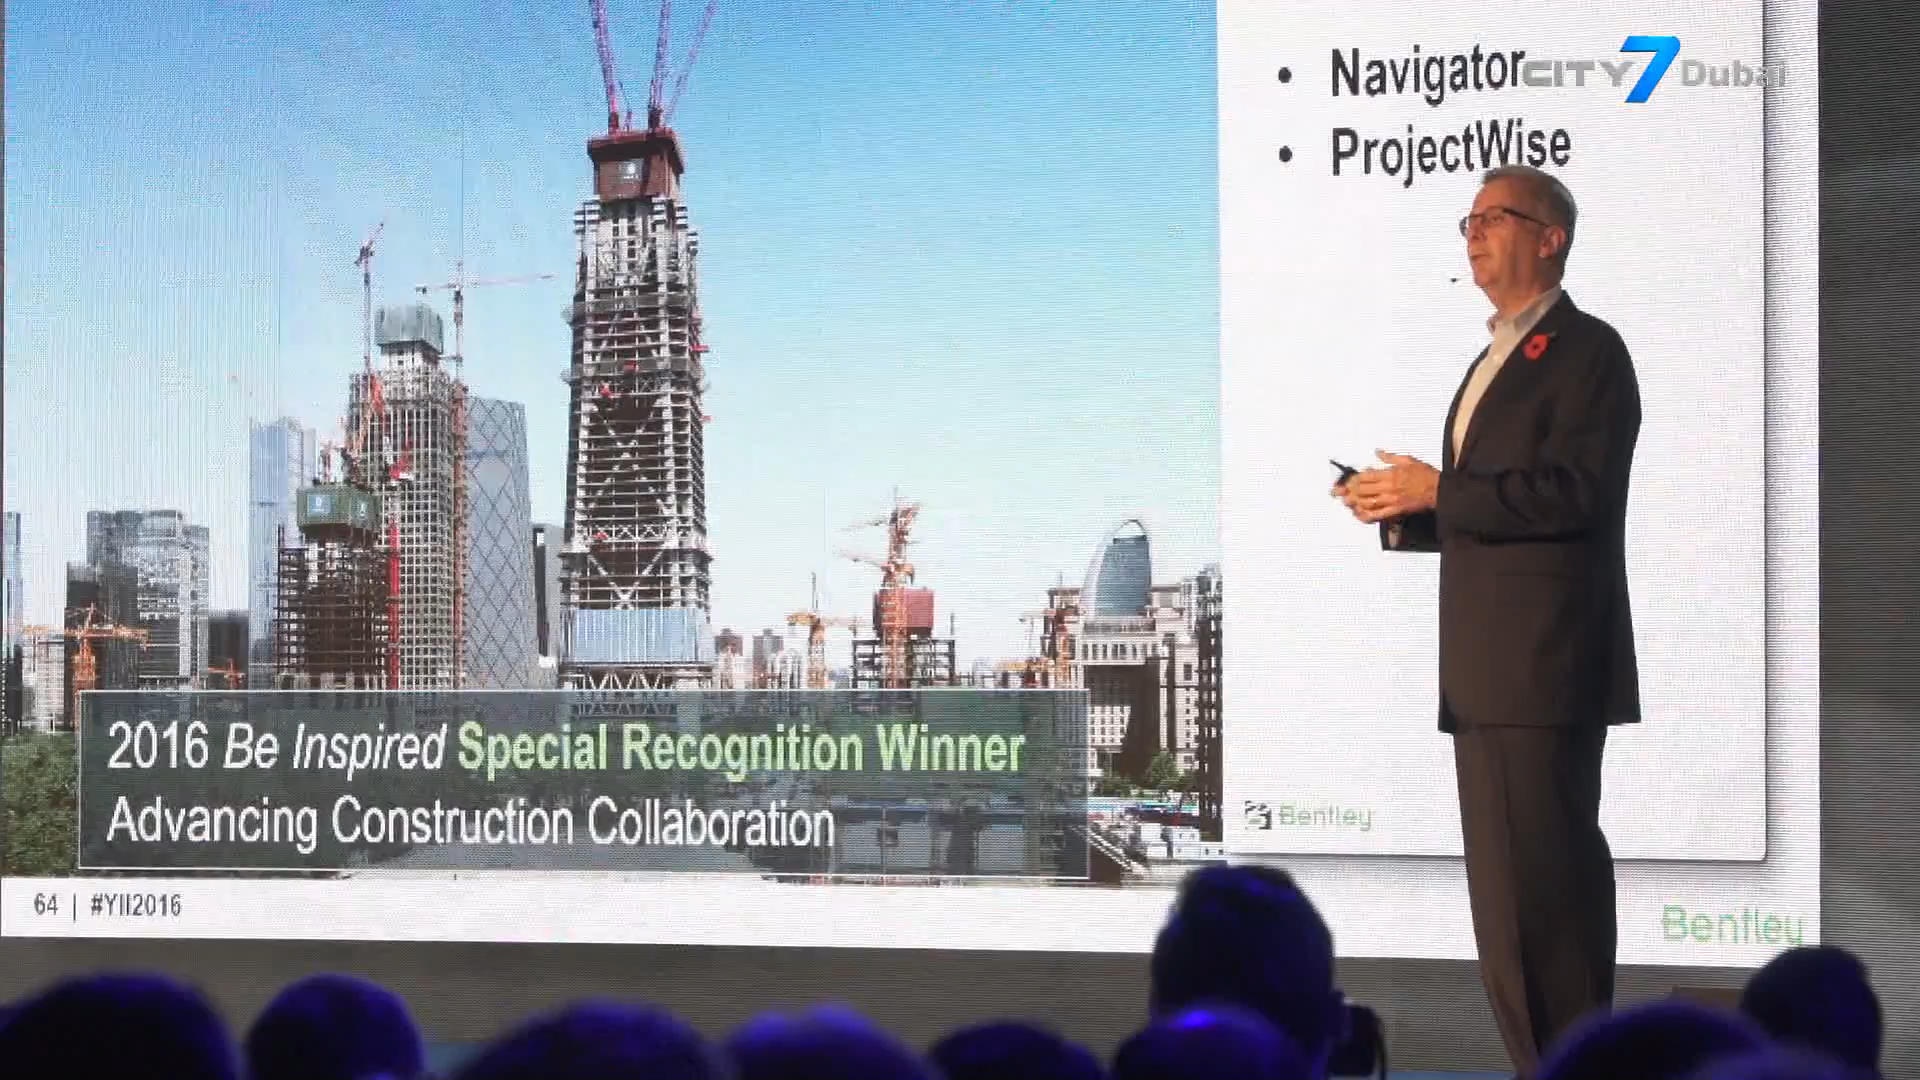 • Navigator
CITY 7 Dubai
• ProjectWise
2016 Be Inspired Special Recognition Winner
Advancing Construction Collaboration
Bentley
64 | #YII2016
Bentley